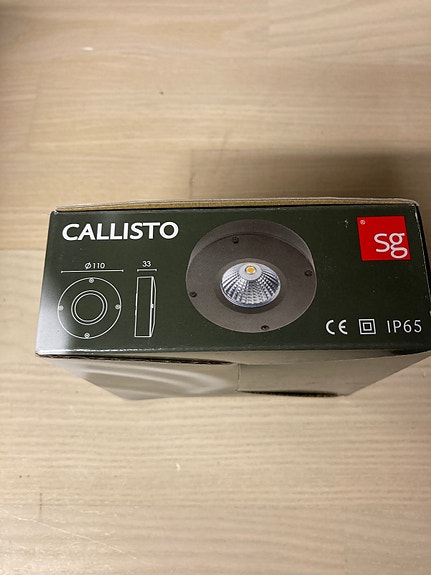 CALLISTO
Ø110
33
® sg
CE IP65